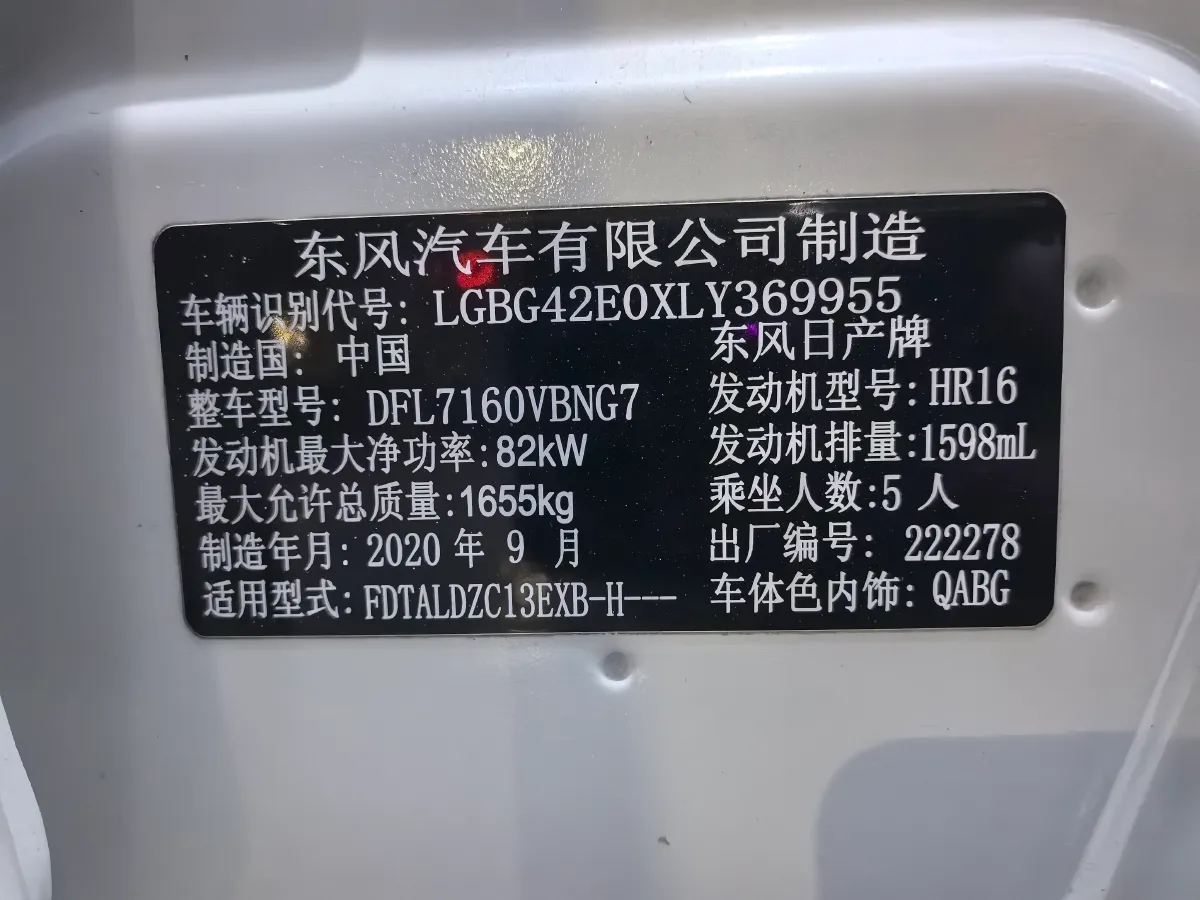 东风汽车有限公司制造
车辆识别代号: LGBG42E0XLY369955
制造国: 中国 东风日产牌
整车型号: DFL7160VBNG7 发动机型号:HR16
发动机最大净功率:82kW 发动机排量:1598mL
最大允许总质量:1655kg 乘坐人数:5 人
制造年月: 2020 年 9 月 出厂编号: 222278
适用型式:FDTALDZC13EXB-H--- 车体色内饰: QABG